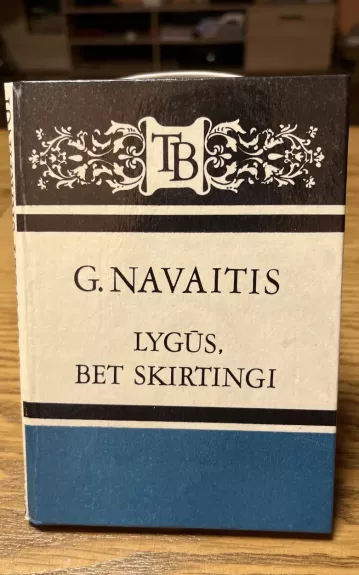 TB
G. NAVAITIS
LYGŪS,
BET SKIRTINGI